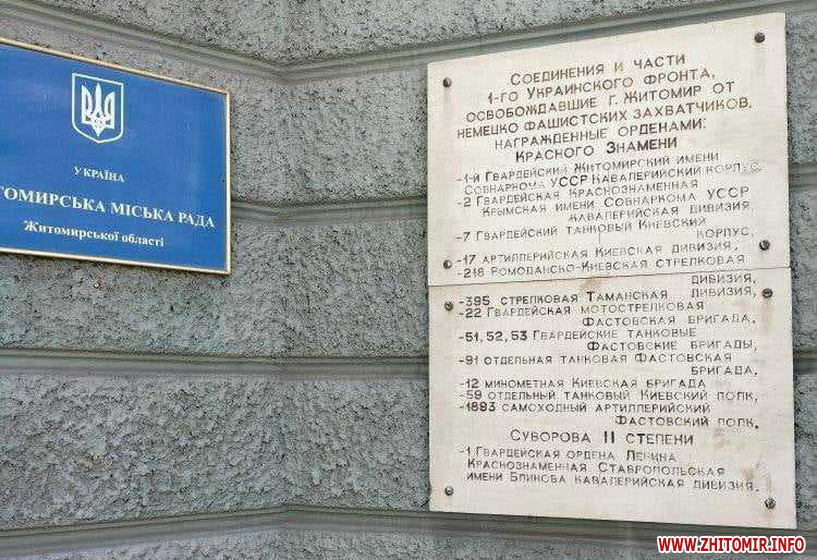 УКРАЇНА
ТОМИРСЬКА МІСЬКА РАДА
Житомирської області
Соединения и части
1-го Украинского фронта,
освобождавшие г. Житомир от
немецко фашистских захватчиков,
награжденные орденами:
Красного Знамени
-1-й Гвардейский Житомирский имени
Совнаркома УССР Кавалерийский корпус,
-2 Гвардейская Краснознаменная
Крымская имени Совнаркома УССР
кавалерийская дивизия,
-7 Гвардейский танковый Киевский
корпус,
-17 артиллерийская Киевская дивизия,
-218 Ромоданско-Киевская стрелковая
дивизия,
-395 стрелковая Таманская дивизия,
-22 Гвардейская мотострелковая
Фастовская бригада,
-51, 52, 53 Гвардейские танковые
Фастовские бригады,
-91 отдельная танковая Фастовская
бригада,
-12 минометная Киевская бригада
-59 отдельный танковый Киевский полк,
-1893 самоходный артиллерийский
Фастовский полк,
Суворова II степени
-1 Гвардейская ордена Ленина
Краснознаменная Ставропольская
имени Блинова кавалерийская дивизия.
WWW.ZHITOMIR.INFO